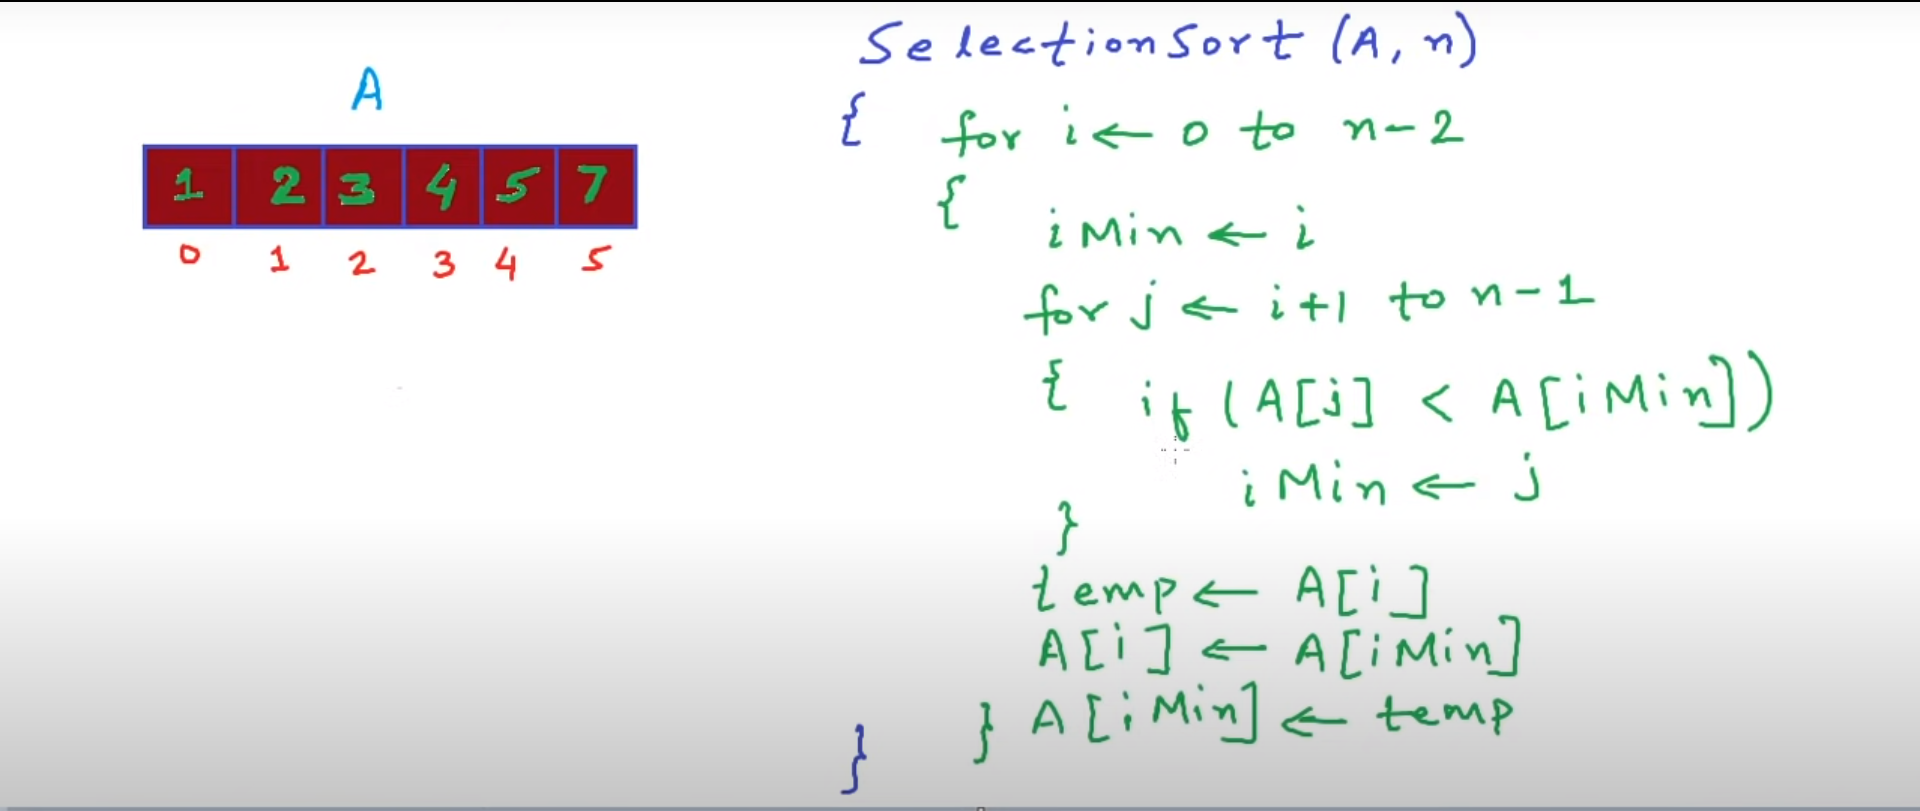 A
1 2 3 4 5 7
0 1 2 3 4 5
SelectionSort (A, n)
{ for i ← 0 to n-2
{
iMin ← i
for j ← i+1 to n-1
{ if (A[j] < A[iMin])
iMin ← j
}
temp ← A[i]
A[i] ← A[iMin]
} A[iMin] ← temp
}